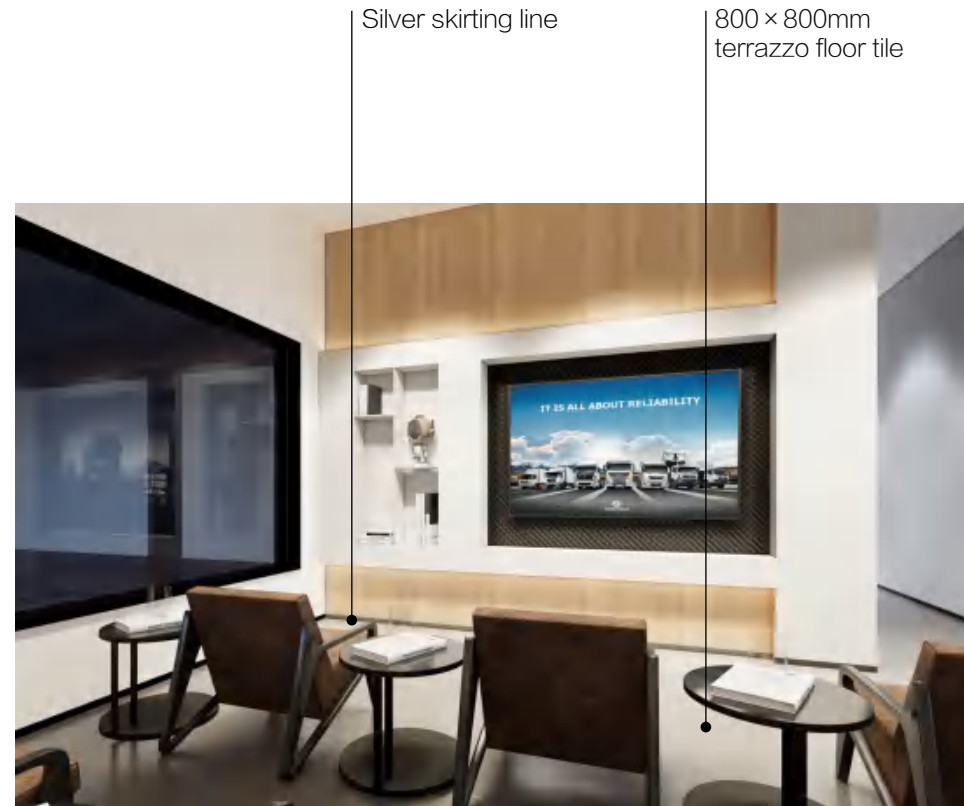 Silver skirting line
800 × 800mm
terrazzo floor tile
IT IS ALL ABOUT RELIABILITY